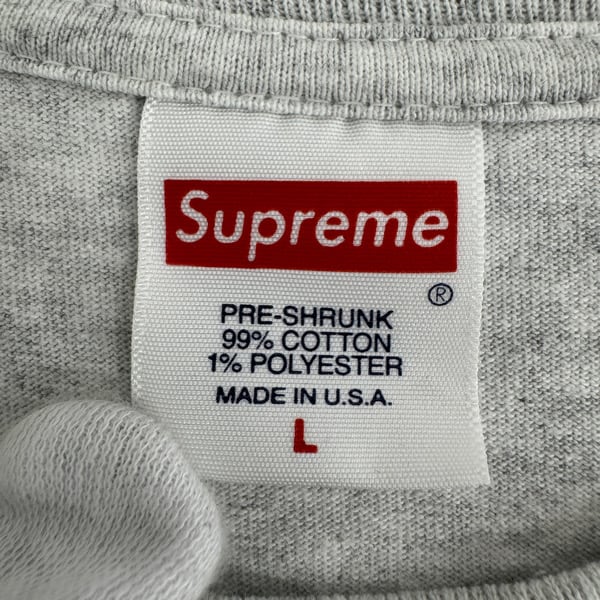 Supreme
®
PRE-SHRUNK
99% COTTON
1% POLYESTER
MADE IN U.S.A.
L